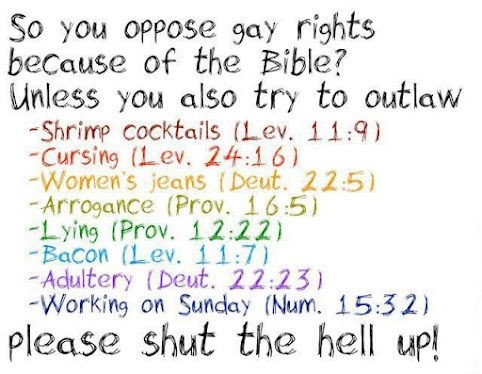 So you oppose gay rights
because of the Bible?
Unless you also try to outlaw
-Shrimp cocktails (Lev. 11:9)
-Cursing (Lev. 24:16)
-Women's jeans (Deut. 22:5)
-Arrogance (Prov. 16:5)
-Lying (Prov. 12:22)
-Bacon (Lev. 11:7)
-Adultery (Deut. 22:23)
-Working on Sunday (Num. 15:32)
please shut the hell up!